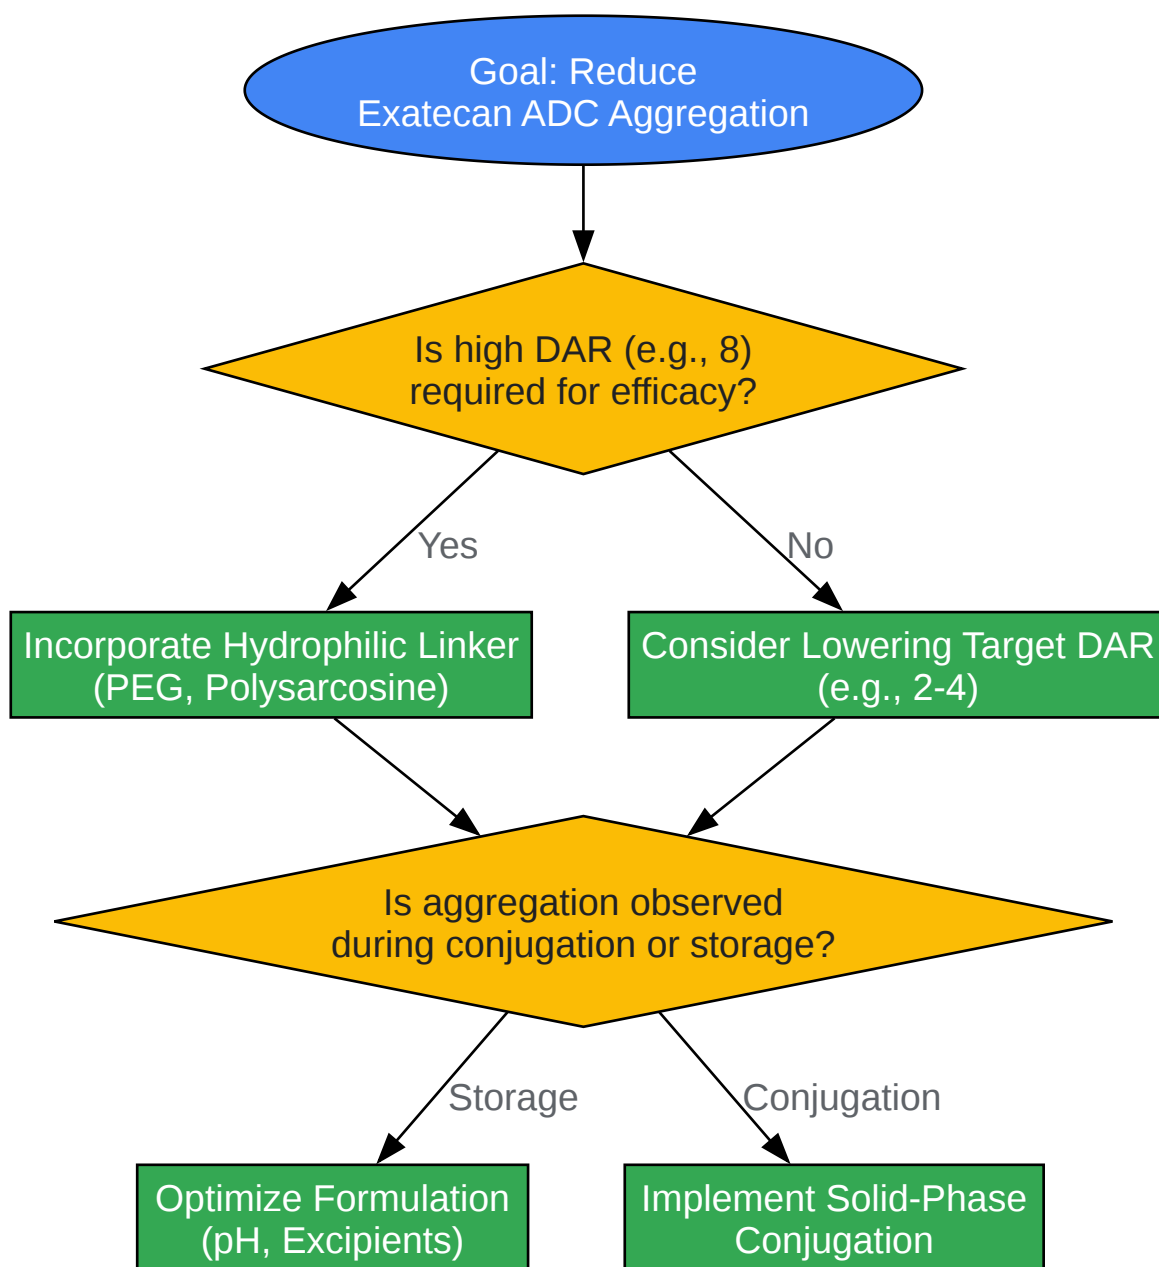 Goal: Reduce
Exatecan ADC Aggregation
Is high DAR (e.g., 8)
required for efficacy?
Yes
No
Incorporate Hydrophilic Linker
(PEG, Polysarcosine)
Consider Lowering Target DAR
(e.g., 2-4)
Is aggregation observed
during conjugation or storage?
Storage
Conjugation
Optimize Formulation
(pH, Excipients)
Implement Solid-Phase
Conjugation